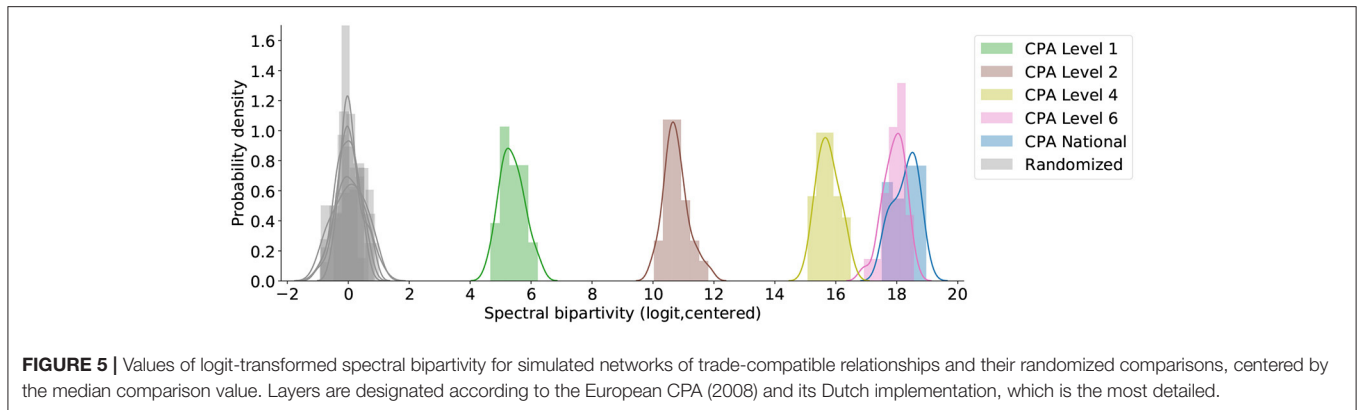 Probability density
1.6
1.4
1.2
1.0
0.8
0.6
0.4
0.2
0.0
−2 0 2 4 6 8 10 12 14 16 18 20
Spectral bipartivity (logit,centered)
CPA Level 1
CPA Level 2
CPA Level 4
CPA Level 6
CPA National
Randomized
FIGURE 5 | Values of logit-transformed spectral bipartivity for simulated networks of trade-compatible relationships and their randomized comparisons, centered by
the median comparison value. Layers are designated according to the European CPA (2008) and its Dutch implementation, which is the most detailed.